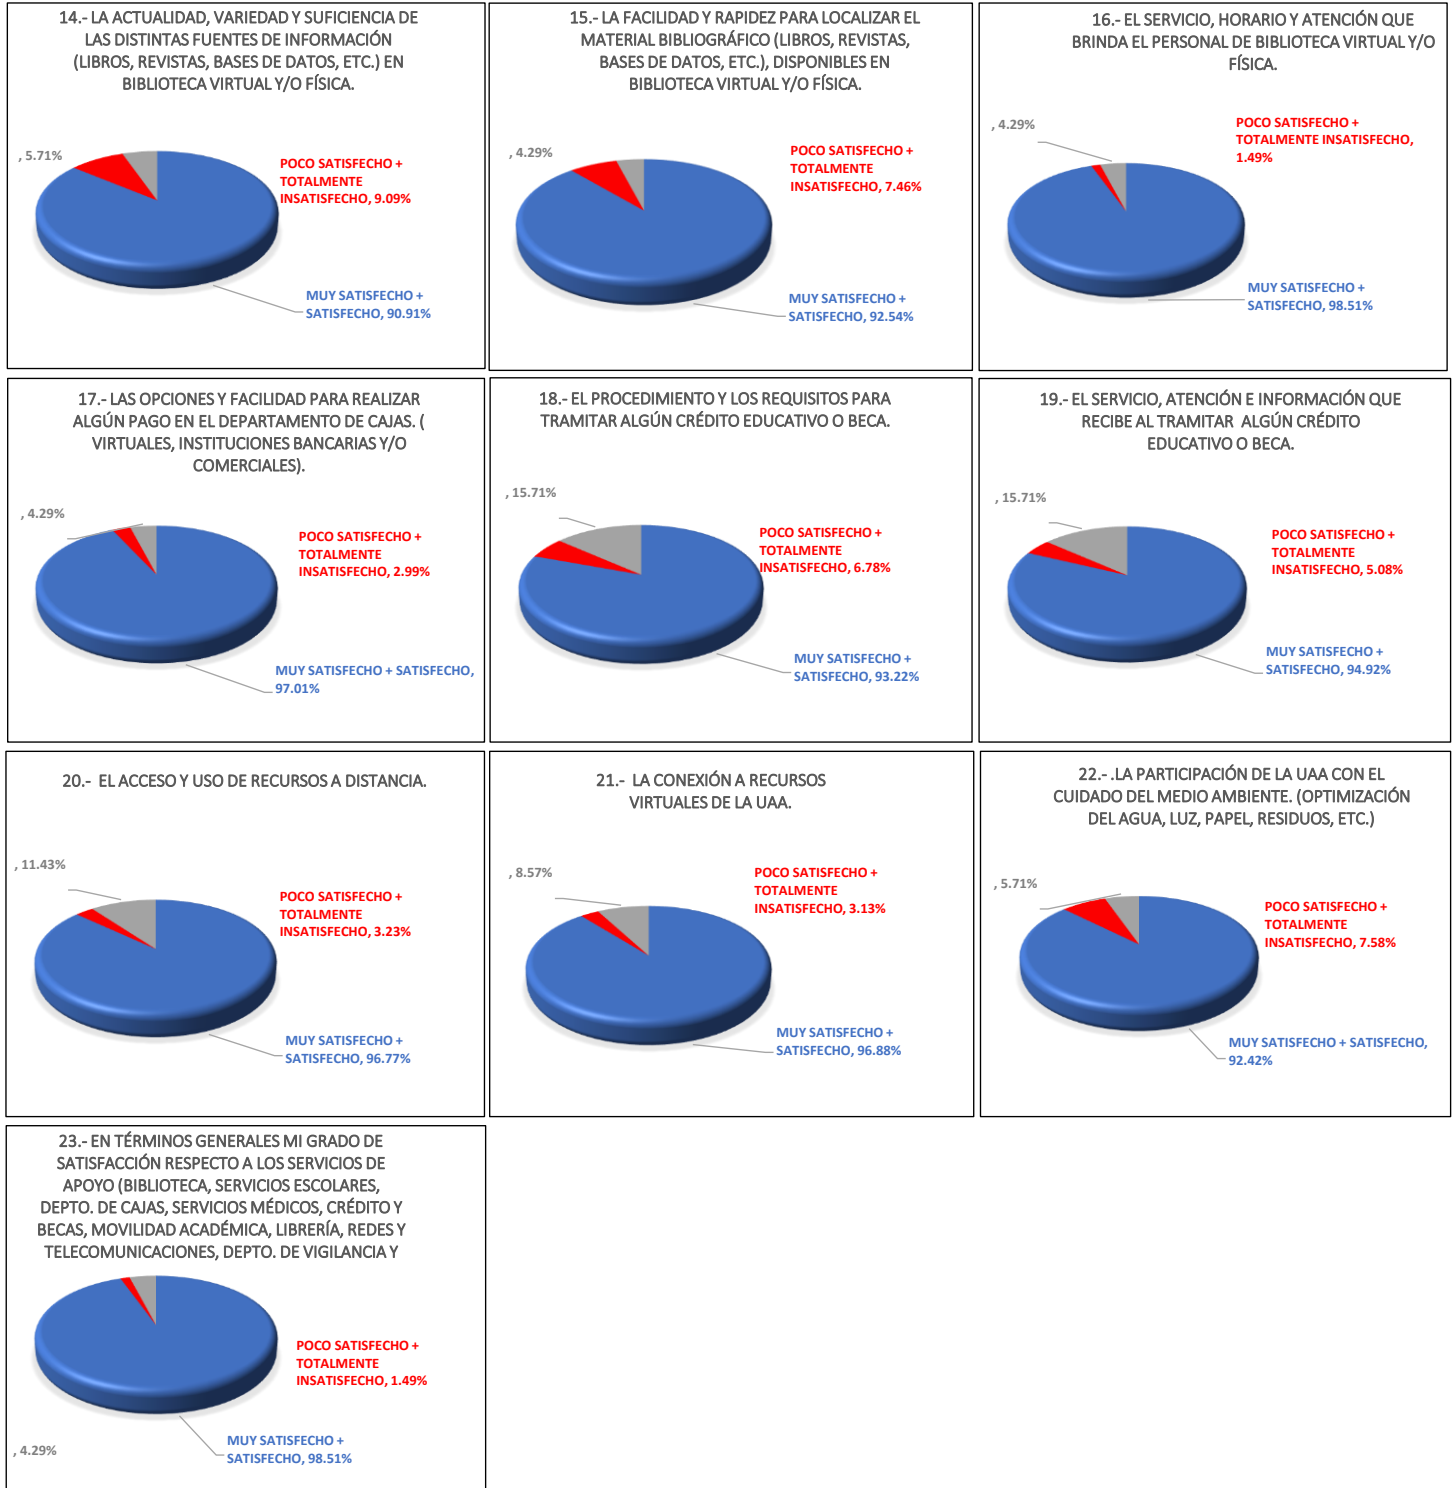 14.- LA ACTUALIDAD, VARIEDAD Y SUFICIENCIA DE
LAS DISTINTAS FUENTES DE INFORMACIÓN
(LIBROS, REVISTAS, BASES DE DATOS, ETC.) EN
BIBLIOTECA VIRTUAL Y/O FÍSICA.
, 5.71%
POCO SATISFECHO +
TOTALMENTE
INSATISFECHO, 9.09%
MUY SATISFECHO +
SATISFECHO, 90.91%
15.- LA FACILIDAD Y RAPIDEZ PARA LOCALIZAR EL
MATERIAL BIBLIOGRÁFICO (LIBROS, REVISTAS,
BASES DE DATOS, ETC.), DISPONIBLES EN
BIBLIOTECA VIRTUAL Y/O FÍSICA.
, 4.29%
POCO SATISFECHO +
TOTALMENTE
INSATISFECHO, 7.46%
MUY SATISFECHO +
SATISFECHO, 92.54%
16.- EL SERVICIO, HORARIO Y ATENCIÓN QUE
BRINDA EL PERSONAL DE BIBLIOTECA VIRTUAL Y/O
FÍSICA.
, 4.29%
POCO SATISFECHO +
TOTALMENTE INSATISFECHO,
1.49%
MUY SATISFECHO +
SATISFECHO, 98.51%
17.- LAS OPCIONES Y FACILIDAD PARA REALIZAR
ALGÚN PAGO EN EL DEPARTAMENTO DE CAJAS. (
VIRTUALES, INSTITUCIONES BANCARIAS Y/O
COMERCIALES).
, 4.29%
POCO SATISFECHO +
TOTALMENTE
INSATISFECHO, 2.99%
MUY SATISFECHO + SATISFECHO,
97.01%
18.- EL PROCEDIMIENTO Y LOS REQUISITOS PARA
TRAMITAR ALGÚN CRÉDITO EDUCATIVO O BECA.
, 15.71%
POCO SATISFECHO +
TOTALMENTE
INSATISFECHO, 6.78%
MUY SATISFECHO +
SATISFECHO, 93.22%
19.- EL SERVICIO, ATENCIÓN E INFORMACIÓN QUE
RECIBE AL TRAMITAR ALGÚN CRÉDITO
EDUCATIVO O BECA.
, 15.71%
POCO SATISFECHO +
TOTALMENTE
INSATISFECHO, 5.08%
MUY SATISFECHO +
SATISFECHO, 94.92%
20.- EL ACCESO Y USO DE RECURSOS A DISTANCIA.
, 11.43%
POCO SATISFECHO +
TOTALMENTE
INSATISFECHO, 3.23%
MUY SATISFECHO +
SATISFECHO, 96.77%
21.- LA CONEXIÓN A RECURSOS
VIRTUALES DE LA UAA.
, 8.57%
POCO SATISFECHO +
TOTALMENTE
INSATISFECHO, 3.13%
MUY SATISFECHO +
SATISFECHO, 96.88%
22.- .LA PARTICIPACIÓN DE LA UAA CON EL
CUIDADO DEL MEDIO AMBIENTE. (OPTIMIZACIÓN
DEL AGUA, LUZ, PAPEL, RESIDUOS, ETC.)
, 5.71%
POCO SATISFECHO +
TOTALMENTE
INSATISFECHO, 7.58%
MUY SATISFECHO + SATISFECHO,
92.42%
23.- EN TÉRMINOS GENERALES MI GRADO DE
SATISFACCIÓN RESPECTO A LOS SERVICIOS DE
APOYO (BIBLIOTECA, SERVICIOS ESCOLARES,
DEPTO. DE CAJAS, SERVICIOS MÉDICOS, CRÉDITO Y
BECAS, MOVILIDAD ACADÉMICA, LIBRERÍA, REDES Y
TELECOMUNICACIONES, DEPTO. DE VIGILANCIA Y
POCO SATISFECHO +
TOTALMENTE
INSATISFECHO, 1.49%
MUY SATISFECHO +
SATISFECHO, 98.51%
, 4.29%